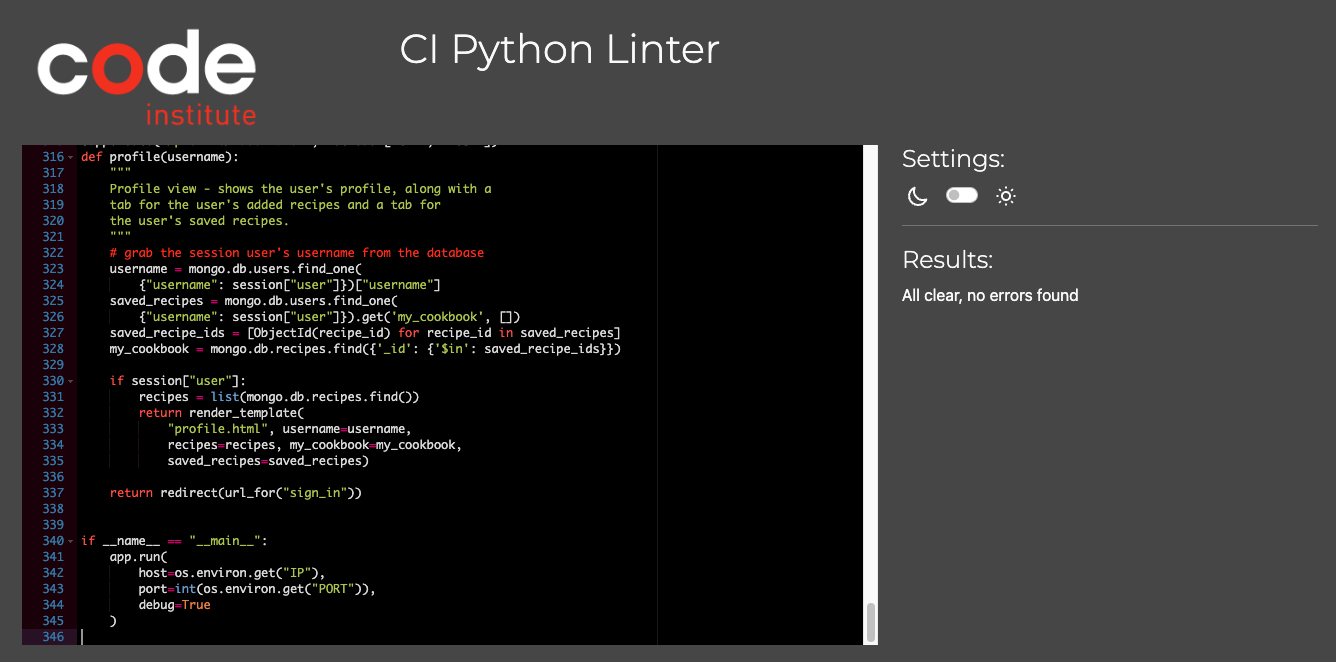 code
institute
CI Python Linter
316 def profile(username):
317     """
318     Profile view - shows the user's profile, along with a
319     tab for the user's added recipes and a tab for
320     the user's saved recipes.
321     """
322     # grab the session user's username from the database
323     username = mongo.db.users.find_one(
324         {"username": session["user"]})["username"]
325     saved_recipes = mongo.db.users.find_one(
326         {"username": session["user"]}).get('my_cookbook', [])
327     saved_recipe_ids = [ObjectId(recipe_id) for recipe_id in saved_recipes]
328     my_cookbook = mongo.db.recipes.find({'_id': {'$in': saved_recipe_ids}})
329
330     if session["user"]:
331         recipes = list(mongo.db.recipes.find())
332         return render_template(
333             "profile.html", username=username,
334             recipes=recipes, my_cookbook=my_cookbook,
335             saved_recipes=saved_recipes)
336
337     return redirect(url_for("sign_in"))
338
339
340 if __name__ == "__main__":
341     app.run(
342         host=os.environ.get("IP"),
343         port=int(os.environ.get("PORT")),
344         debug=True
345     )
346
Settings:
Results:
All clear, no errors found